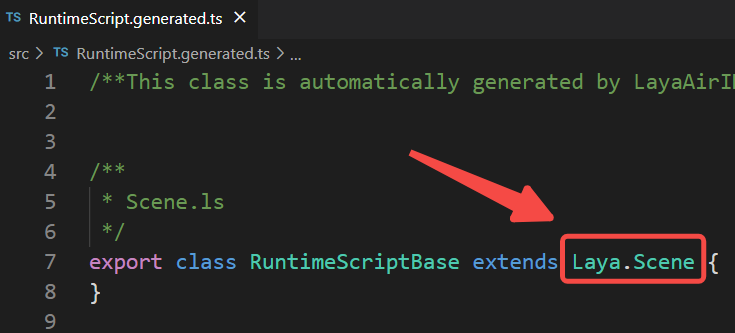 TS RuntimeScript.generated.ts ×
src > TS RuntimeScript.generated.ts > ...
1 /**This class is automatically generated by LayaAirI
2
3
4 /**
5  * Scene.ls
6  */
7 export class RuntimeScriptBase extends Laya.Scene {
8 }
9